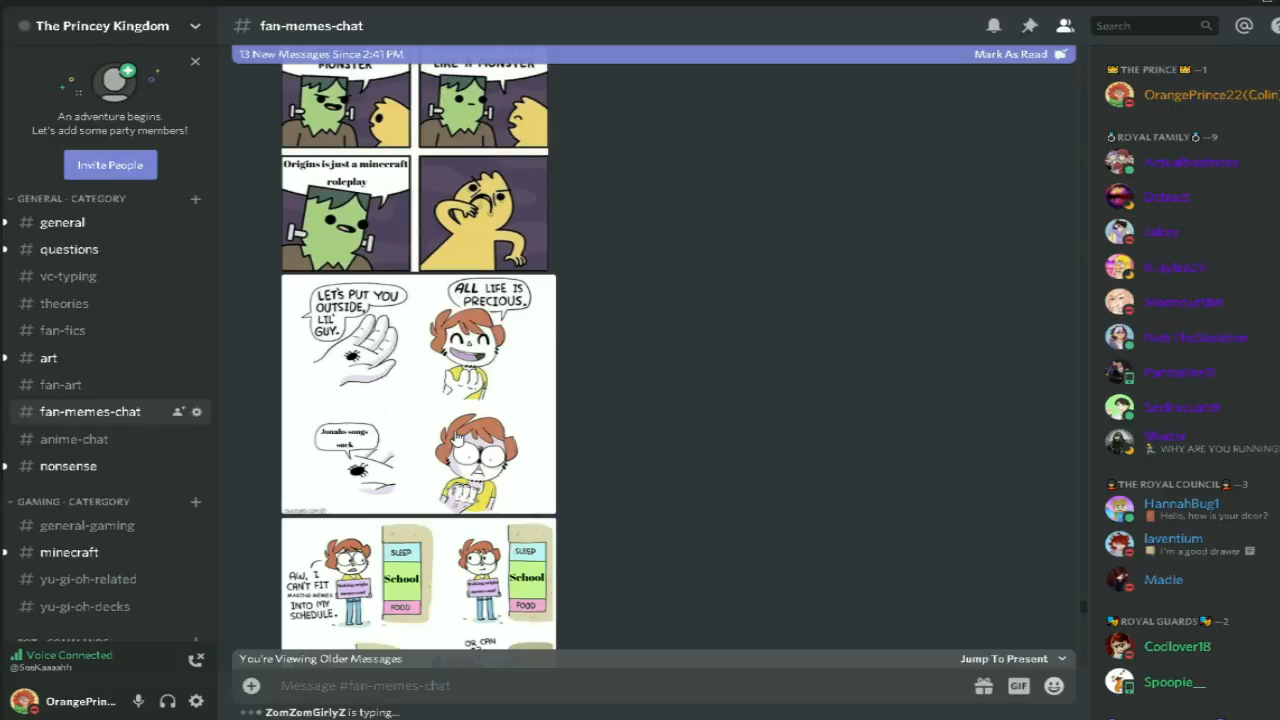 The Princey Kingdom
fan-memes-chat
Search
13 New Messages Since 2:41 PM
Mark As Read
An adventure begins.
Let's add some party members!
Invite People
GENERAL - CATEGORY
general
questions
vc-typing
theories
fan-fics
art
fan-art
fan-memes-chat
anime-chat
nonsense
GAMING - CATERGORY
general-gaming
minecraft
yu-gi-oh-related
yu-gi-oh-decks
BOT - COMMANDS
Voice Connected
@SeeKaaaahh
OrangePrin...
MONSTER
LIKE A MONSTER
Origins is just a minecraft
roleplay
LET'S PUT YOU
OUTSIDE,
LIL'
GUY.
ALL LIFE IS
PRECIOUS.
Jonahs songs
suck
SLEEP
School
FOOD
AW, I
CAN'T FIT
MAKING MEMES
INTO MY
SCHEDULE.
SLEEP
School
FOOD
OR CAN
You're Viewing Older Messages
Jump To Present
Message #fan-memes-chat
GIF
ZomZomGirlyZ is typing...
THE PRINCE —1
OrangePrince22(Colin)
ROYAL FAMILY —9
WHY ARE YOU RUNNING?
THE ROYAL COUNCIL —3
HannahBug1
Hello, how is your door?
laventium
I'm a good drawer
Madie
ROYAL GUARDS —2
Codlover18
Spoopie__